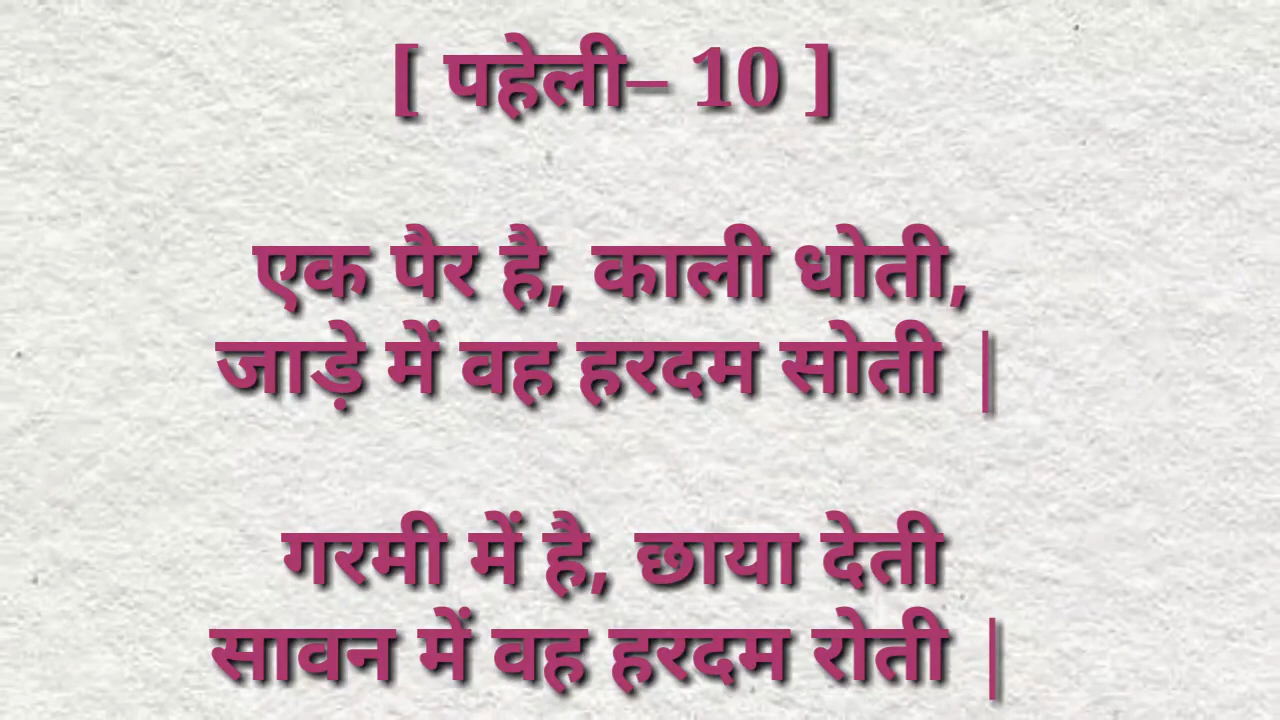 [ पहेली– 10 ]
एक पैर है, काली धोती,
जाड़े में वह हरदम सोती |
गरमी में है, छाया देती
सावन में वह हरदम रोती |